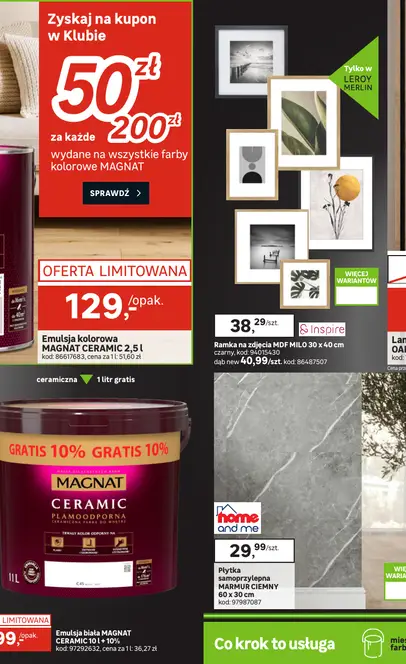 Zyskaj na kupon
w Klubie
50zł
za każde
200zł
wydane na wszystkie farby
kolorowe MAGNAT
SPRAWDŹ
OFERTA LIMITOWANA
129,-/opak.
Emulsja kolorowa
MAGNAT CERAMIC 2,5 l
kod: 86617683, cena za 1 l: 51,60 zł
Tylko w
LEROY
MERLIN
WIĘCEJ
WARIANTÓW
38,29/szt.
& Inspire
Ramka na zdjęcia MDF MILO 30 x 40 cm
czarny, kod: 94015430
dąb new 40,99/szt. kod: 86487507
ceramiczna 1 litr gratis
GRATIS 10% GRATIS 10%
MAGNAT
CERAMIC
PLAMOODPORNA
CERAMICZNA FARBA DO WNĘTRZ
11L
LIMITOWANA
99,-/opak.
Emulsja biała MAGNAT
CERAMIC 10 l + 10%
kod: 97292632, cena za 1 l: 36,27 zł
home
and me
29,99/szt.
Płytka
samoprzylepna
MARMUR CIEMNY
60 x 30 cm
kod: 97987087
Co krok to usługa